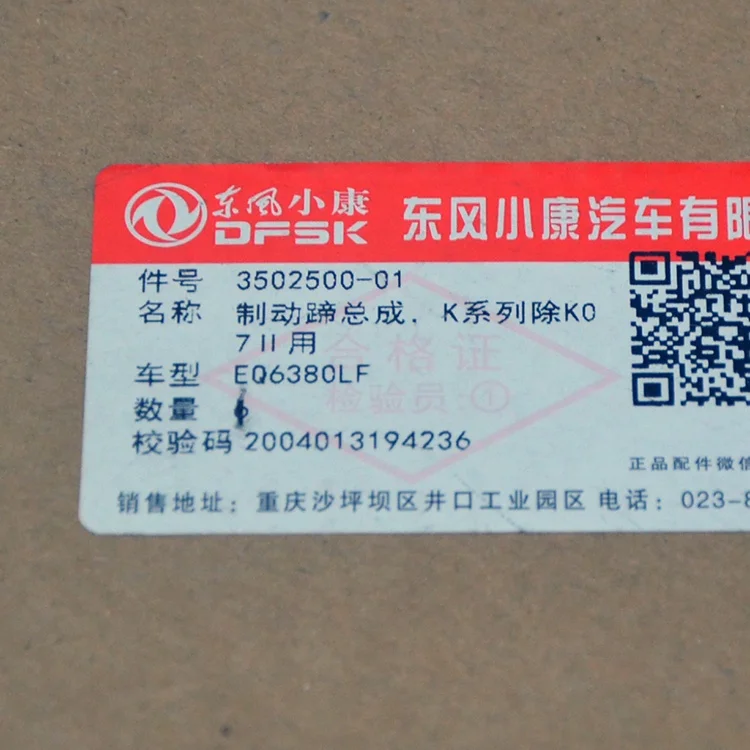 东风小康 东风小康汽车有限
DFSK
件号 3502500-01
名称 制动蹄总成，K系列除K0
7II用
车型 EQ6380LF
数量
校验码 2004013194236
合格证
检验员：①
正品配件微信
销售地址：重庆沙坪坝区井口工业园区 电话：023-8